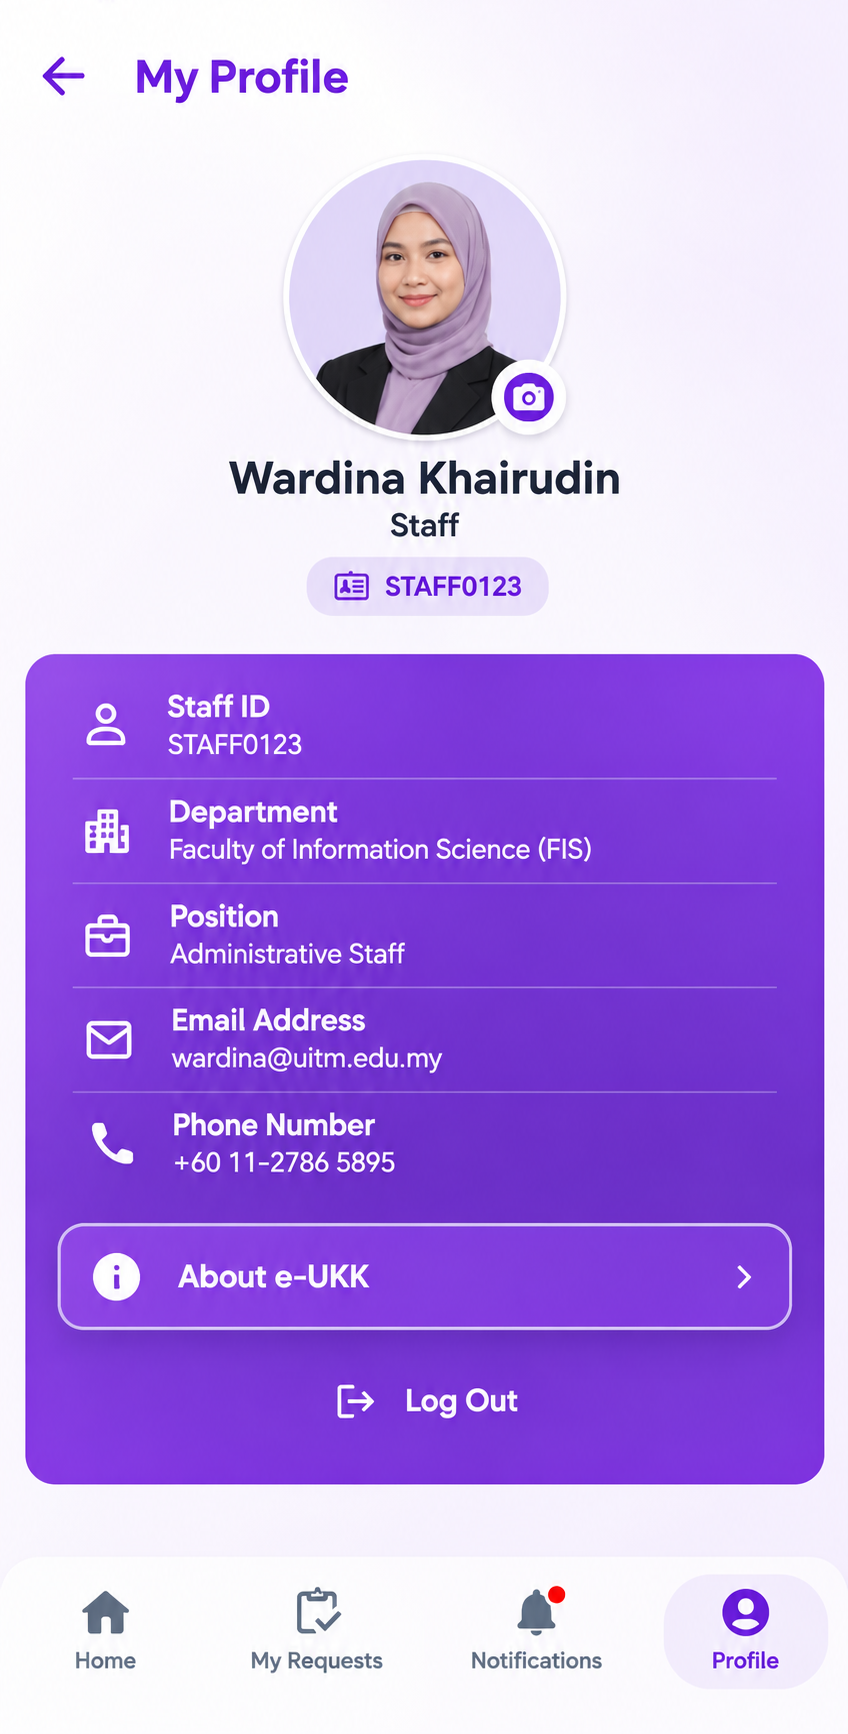 My Profile
Wardina Khairudin
Staff
STAFF0123
Staff ID
STAFF0123
Department
Faculty of Information Science (FIS)
Position
Administrative Staff
Email Address
wardina@uitm.edu.my
Phone Number
+60 11-2786 5895
About e-UKK
Log Out
Home
My Requests
Notifications
Profile